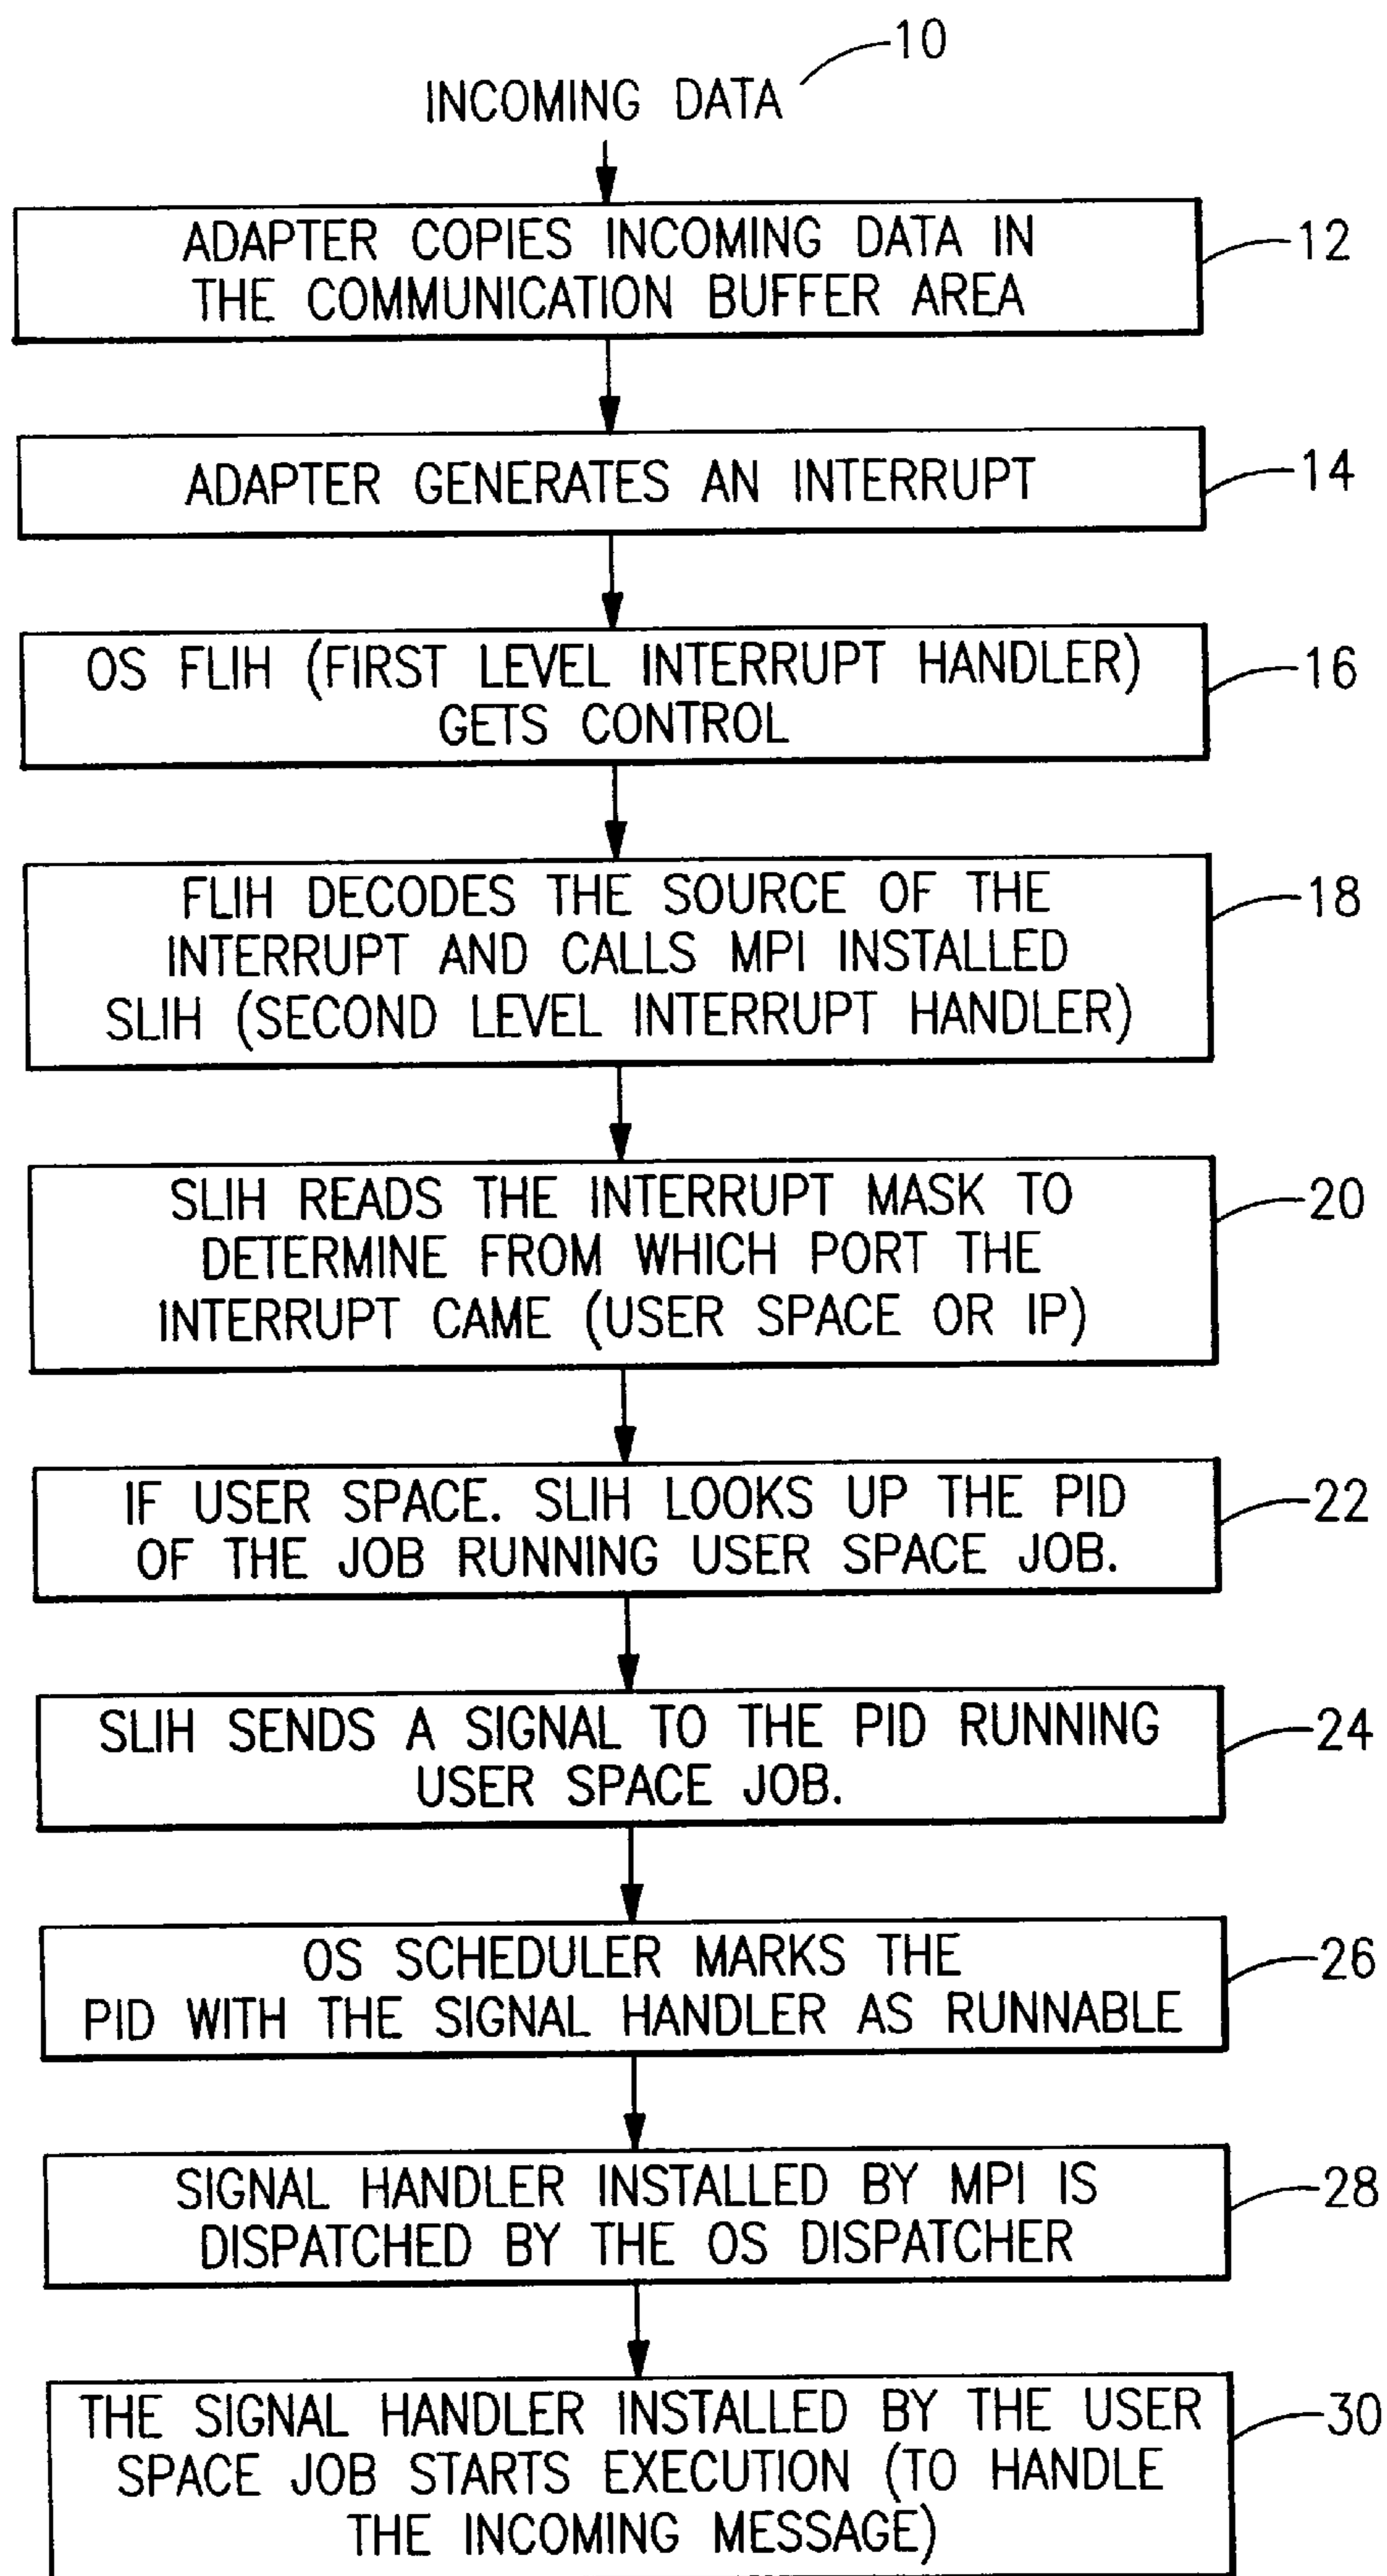 10
INCOMING DATA
ADAPTER COPIES INCOMING DATA IN
THE COMMUNICATION BUFFER AREA
12
ADAPTER GENERATES AN INTERRUPT
14
OS FLIH (FIRST LEVEL INTERRUPT HANDLER)
GETS CONTROL
16
FLIH DECODES THE SOURCE OF THE
INTERRUPT AND CALLS MPI INSTALLED
SLIH (SECOND LEVEL INTERRUPT HANDLER)
18
SLIH READS THE INTERRUPT MASK TO
DETERMINE FROM WHICH PORT THE
INTERRUPT CAME (USER SPACE OR IP)
20
IF USER SPACE. SLIH LOOKS UP THE PID
OF THE JOB RUNNING USER SPACE JOB.
22
SLIH SENDS A SIGNAL TO THE PID RUNNING
USER SPACE JOB.
24
OS SCHEDULER MARKS THE
PID WITH THE SIGNAL HANDLER AS RUNNABLE
26
SIGNAL HANDLER INSTALLED BY MPI IS
DISPATCHED BY THE OS DISPATCHER
28
THE SIGNAL HANDLER INSTALLED BY THE USER
SPACE JOB STARTS EXECUTION (TO HANDLE
THE INCOMING MESSAGE)
30